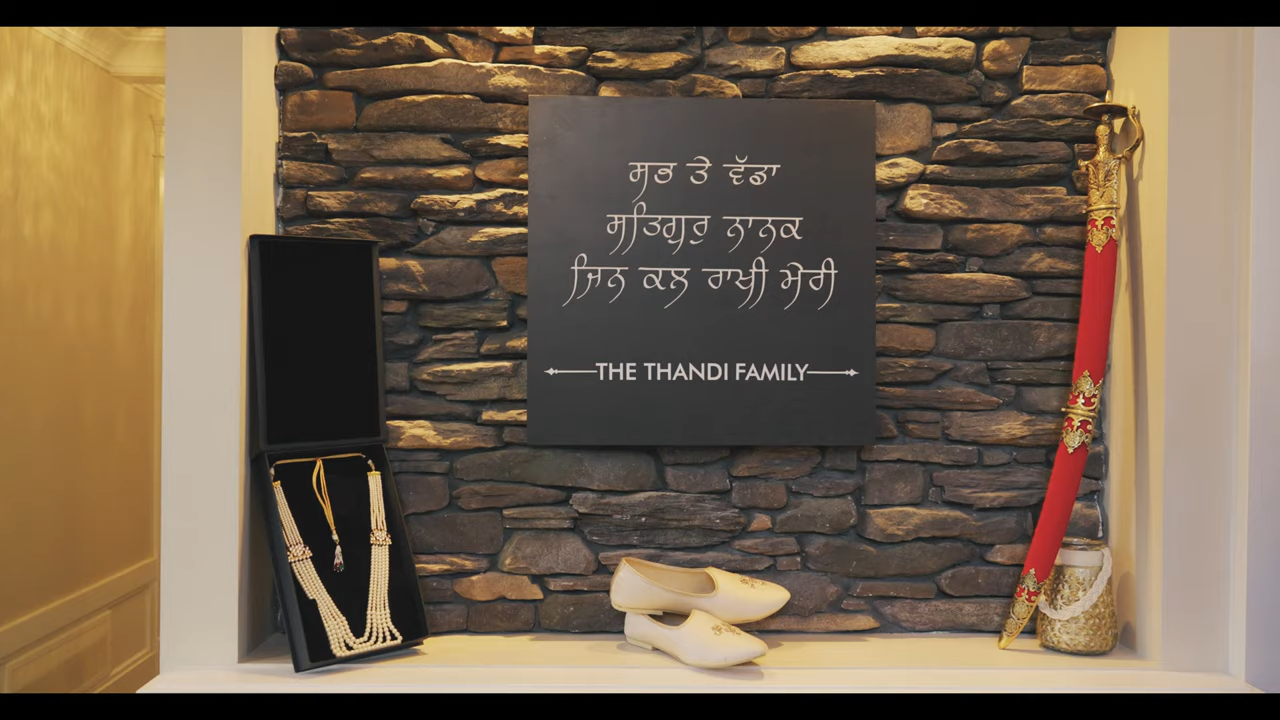 ਸਭ ਤੇ ਵੱਡਾ
ਸਤਿਗੁਰੁ ਨਾਨਕ
ਜਿਨ ਕਲ ਰਾਖੀ ਮੇਰੀ
THE THANDI FAMILY